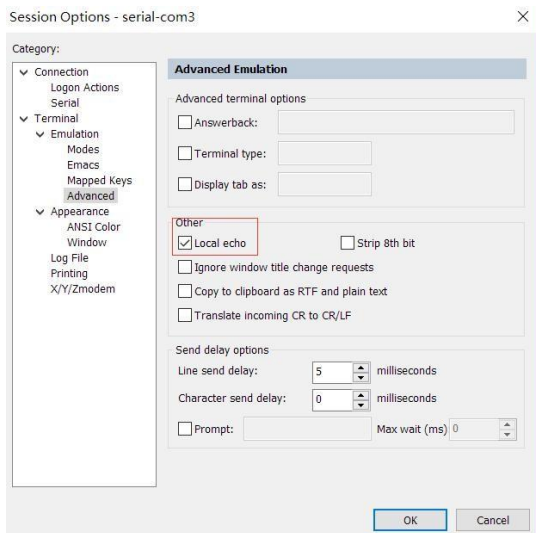 Session Options - serial-com3
Category:
Connection
Logon Actions
Serial
Terminal
Emulation
Modes
Emacs
Mapped Keys
Advanced
Appearance
ANSI Color
Window
Log File
Printing
X/Y/Zmodem
Advanced Emulation
Advanced terminal options
Answerback:
Terminal type:
Display tab as:
Other
Local echo Strip 8th bit
Ignore window title change requests
Copy to clipboard as RTF and plain text
Translate incoming CR to CR/LF
Send delay options
Line send delay: 5 milliseconds
Character send delay: 0 milliseconds
Prompt: Max wait (ms) 0
OK Cancel